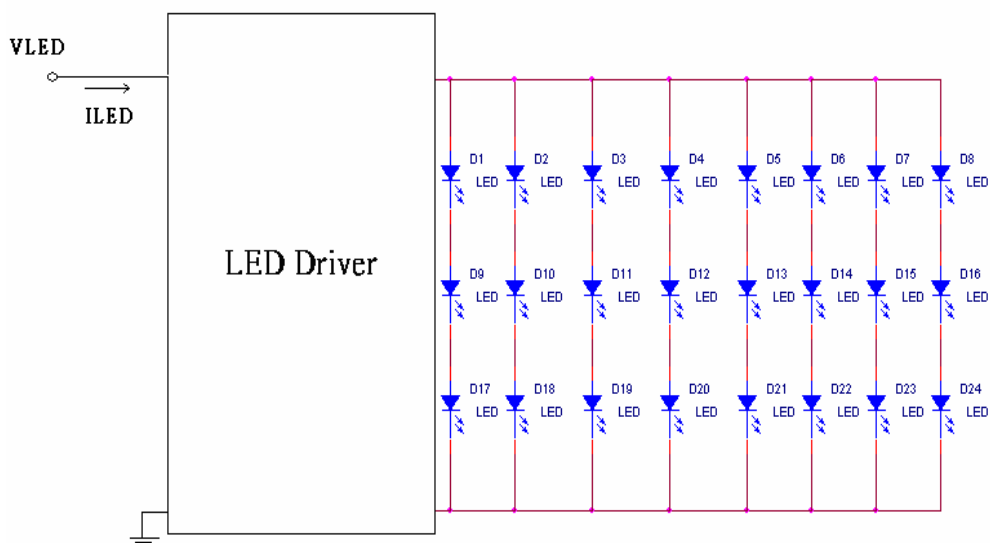 VLED
ILED
LED Driver
D1 D2 D3 D4 D5 D6 D7 D8
LED LED LED LED LED LED LED LED
D9 D10 D11 D12 D13 D14 D15 D16
LED LED LED LED LED LED LED LED
D17 D18 D19 D20 D21 D22 D23 D24
LED LED LED LED LED LED LED LED